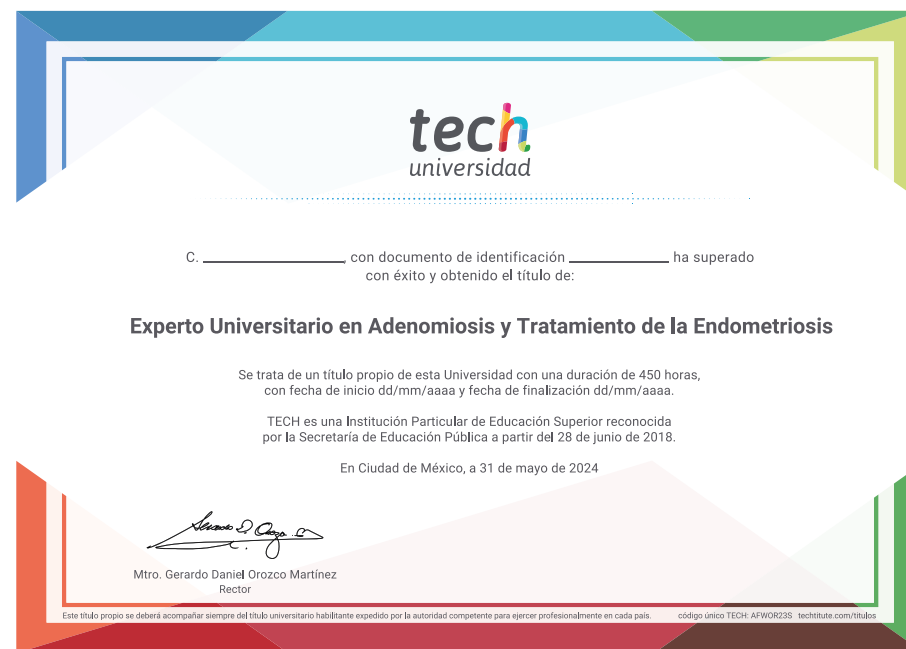 tech
universidad
C. ____________, con documento de identificación ____________ ha superado
con éxito y obtenido el título de:
Experto Universitario en Adenomiosis y Tratamiento de la Endometriosis
Se trata de un título propio de esta Universidad con una duración de 450 horas,
con fecha de inicio dd/mm/aaaa y fecha de finalización dd/mm/aaaa.
TECH es una Institución Particular de Educación Superior reconocida
por la Secretaría de Educación Pública a partir del 28 de junio de 2018.
En Ciudad de México, a 31 de mayo de 2024
Mtro. Gerardo Daniel Orozco Martínez
Rector
Este título propio se deberá acompañar siempre del título universitario habilitante expedido por la autoridad competente para ejercer profesionalmente en cada país. código único TECH: AFWOR23S techtitute.com/titulos